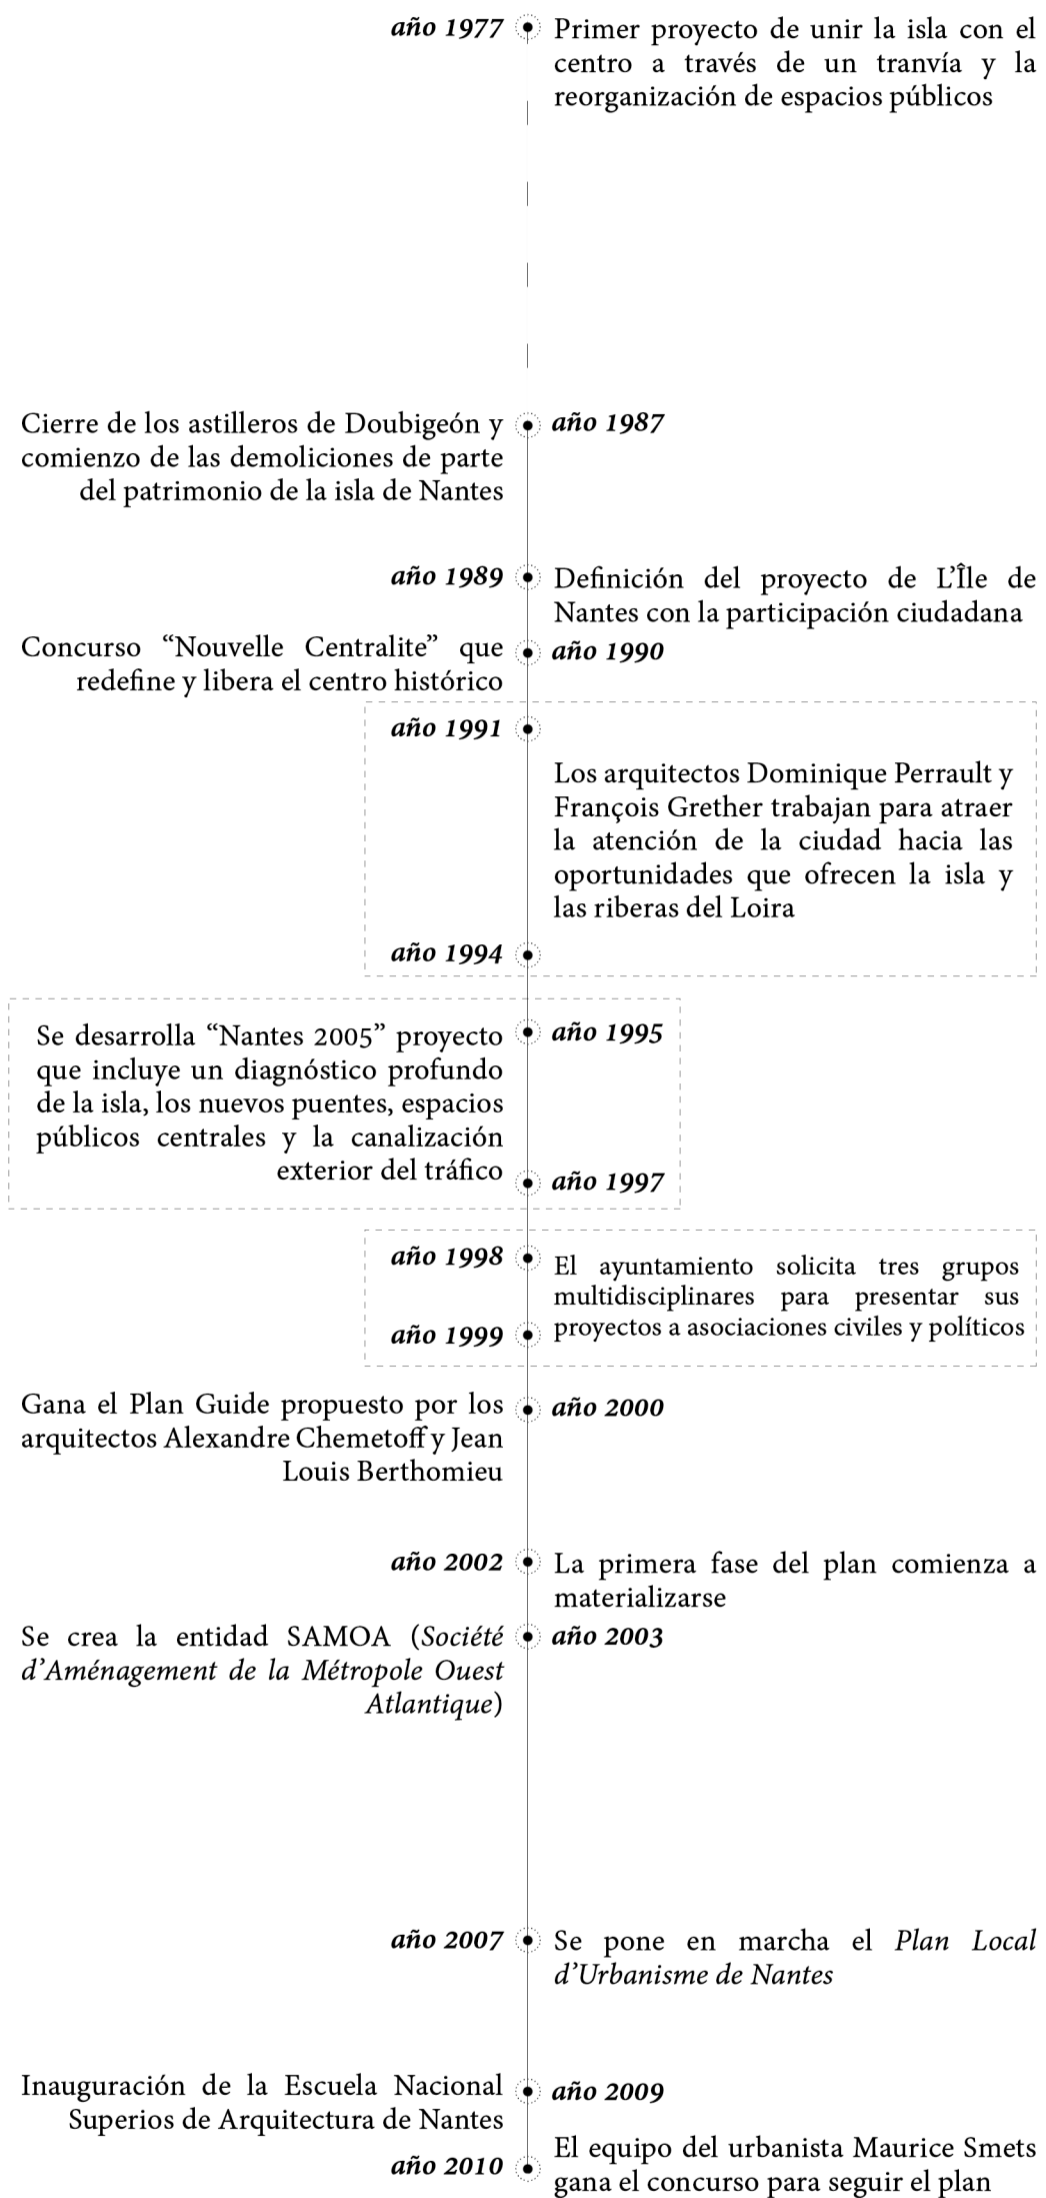 año 1977
Primer proyecto de unir la isla con el
centro a través de un tranvía y la
reorganización de espacios públicos
Cierre de los astilleros de Doubigeón y
comienzo de las demoliciones de parte
del patrimonio de la isla de Nantes
año 1987
año 1989
Definición del proyecto de L'Île de
Nantes con la participación ciudadana
Concurso “Nouvelle Centralite” que
redefine y libera el centro histórico
año 1990
año 1991
Los arquitectos Dominique Perrault y
François Grether trabajan para atraer
la atención de la ciudad hacia las
oportunidades que ofrecen la isla y
las riberas del Loira
año 1994
Se desarrolla “Nantes 2005” proyecto
que incluye un diagnóstico profundo
de la isla, los nuevos puentes, espacios
públicos centrales y la canalización
exterior del tráfico
año 1995
año 1997
año 1998
año 1999
El ayuntamiento solicita tres grupos
multidisciplinares para presentar sus
proyectos a asociaciones civiles y políticos
Gana el Plan Guide propuesto por los
arquitectos Alexandre Chemetoff y Jean
Louis Berthomieu
año 2000
año 2002
La primera fase del plan comienza a
materializarse
Se crea la entidad SAMOA (Société
d’Aménagement de la Métropole Ouest
Atlantique)
año 2003
año 2007
Se pone en marcha el Plan Local
d’Urbanisme de Nantes
Inauguración de la Escuela Nacional
Superios de Arquitectura de Nantes
año 2009
año 2010
El equipo del urbanista Maurice Smets
gana el concurso para seguir el plan